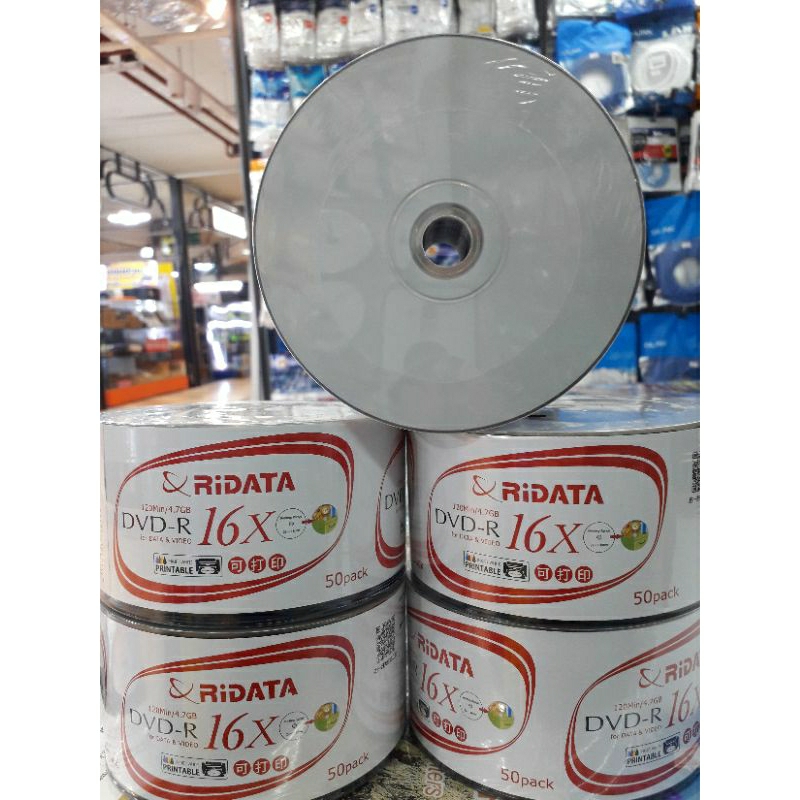 RiDATA
120Min/4.7GB
DVD-R 16X
for DATA & VIDEO
PRINTABLE 可打印
50pack
DVD
RiDATA
120Min/4.7GB
DVD-R 16X
for DATA & VIDEO
PRINTABLE 可打印
50pack
RiDATA
120Min/4.7GB
DVD-R 16X
for DATA & VIDEO
PRINTABLE 可打印
50pack
RiDATA
16X
可打印
50pack
RiDA
120Min/4.7GB
DVD-R 16X
for DATA & VIDEO
PRINTABLE 可